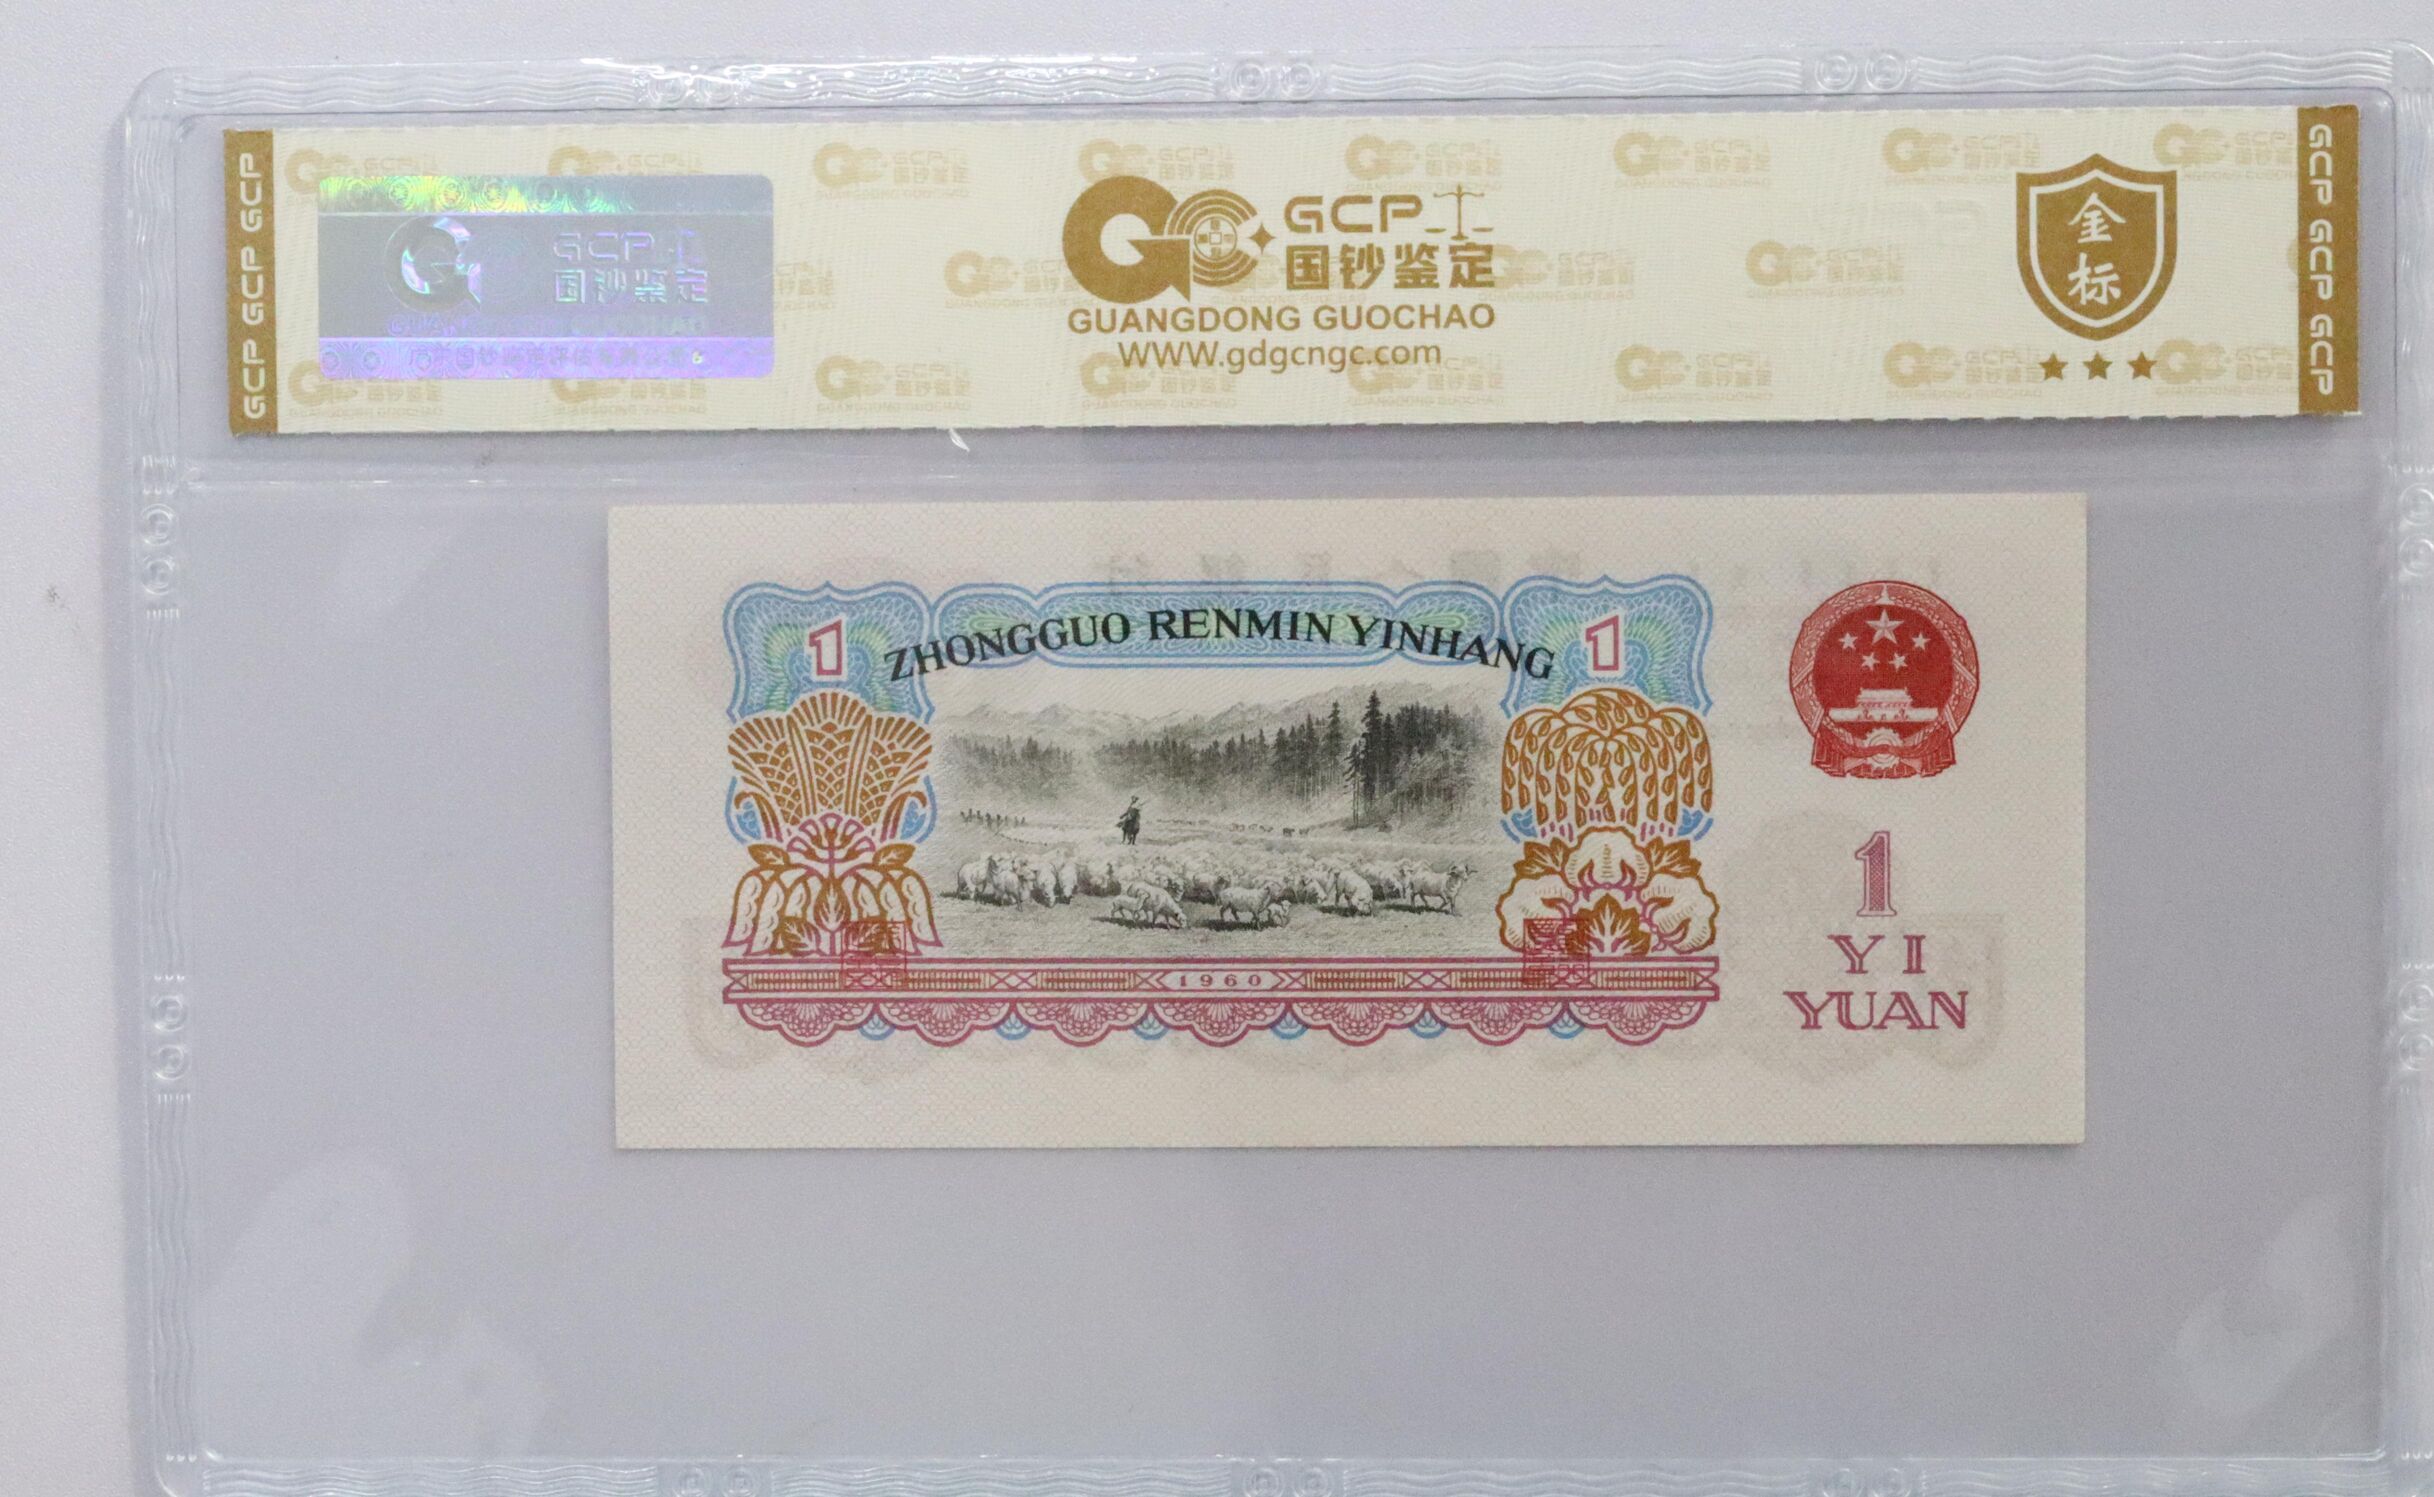 GCP GCP GCP
GCP
国钞鉴定
GCP
国钞鉴定
GUANGDONG GUOCHAO
WWW.gdgcngc.com
金
标
GCP GCP GCP
ZHONGGUO RENMIN YINHANG
1
1
1960
1
YI
YUAN